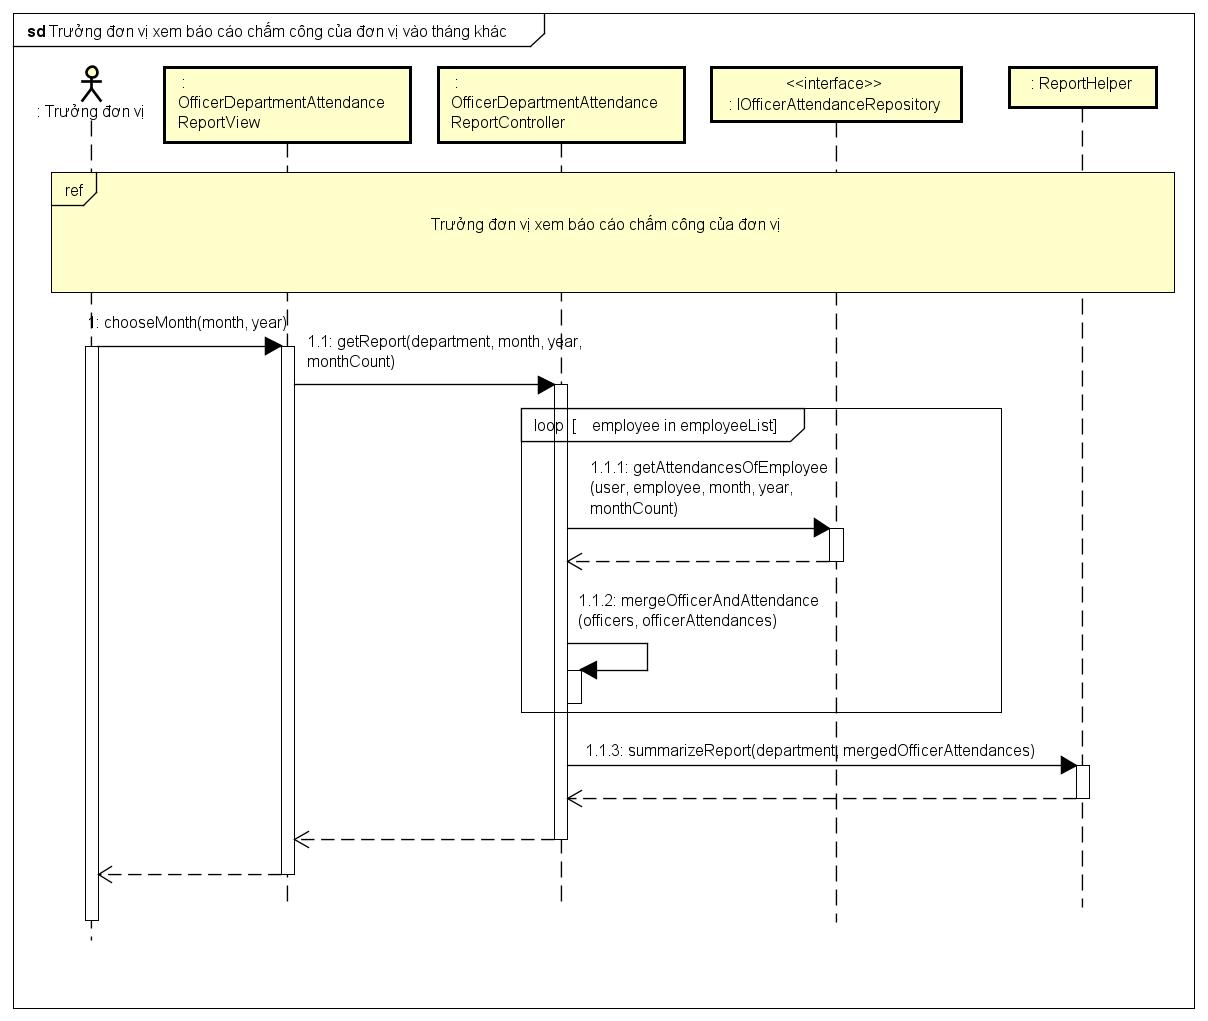 sd Trưởng đơn vị xem báo cáo chấm công của đơn vị vào tháng khác
: Trưởng đơn vị
:
OfficerDepartmentAttendance
ReportView
:
OfficerDepartmentAttendance
ReportController
<<interface>>
: IOfficerAttendanceRepository
: ReportHelper
ref
Trưởng đơn vị xem báo cáo chấm công của đơn vị
1: chooseMonth(month, year)
1.1: getReport(department, month, year,
monthCount)
loop [ employee in employeeList]
1.1.1: getAttendancesOfEmployee
(user, employee, month, year,
monthCount)
1.1.2: mergeOfficerAndAttendance
(officers, officerAttendances)
1.1.3: summarizeReport(department, mergedOfficerAttendances)